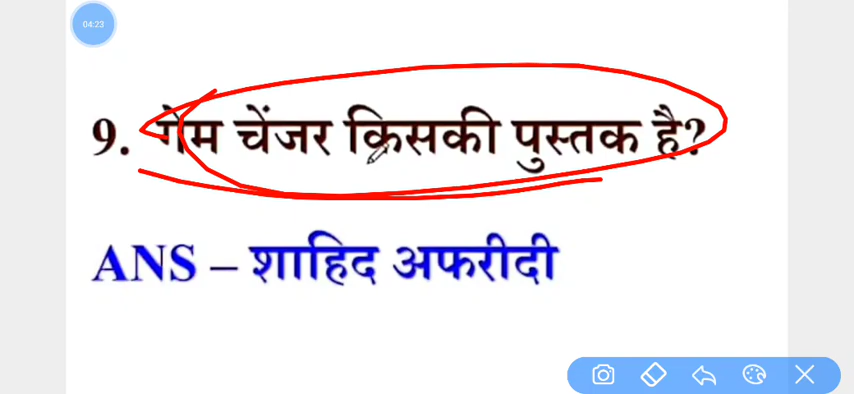 04:23
9. गेम चेंजर किसकी पुस्तक है?
ANS – शाहिद अफरीदी